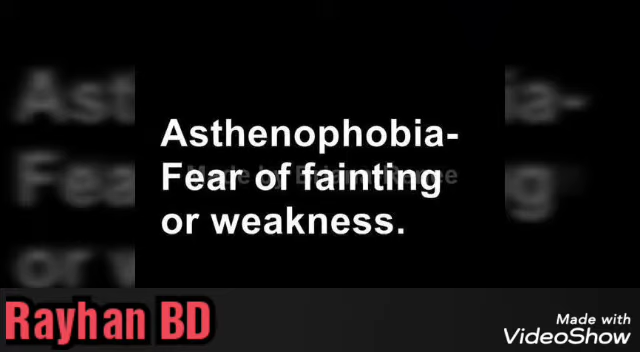 Asthenophobia-
Fear of fainting
or weakness.
Rayhan BD
Made with
VideoShow